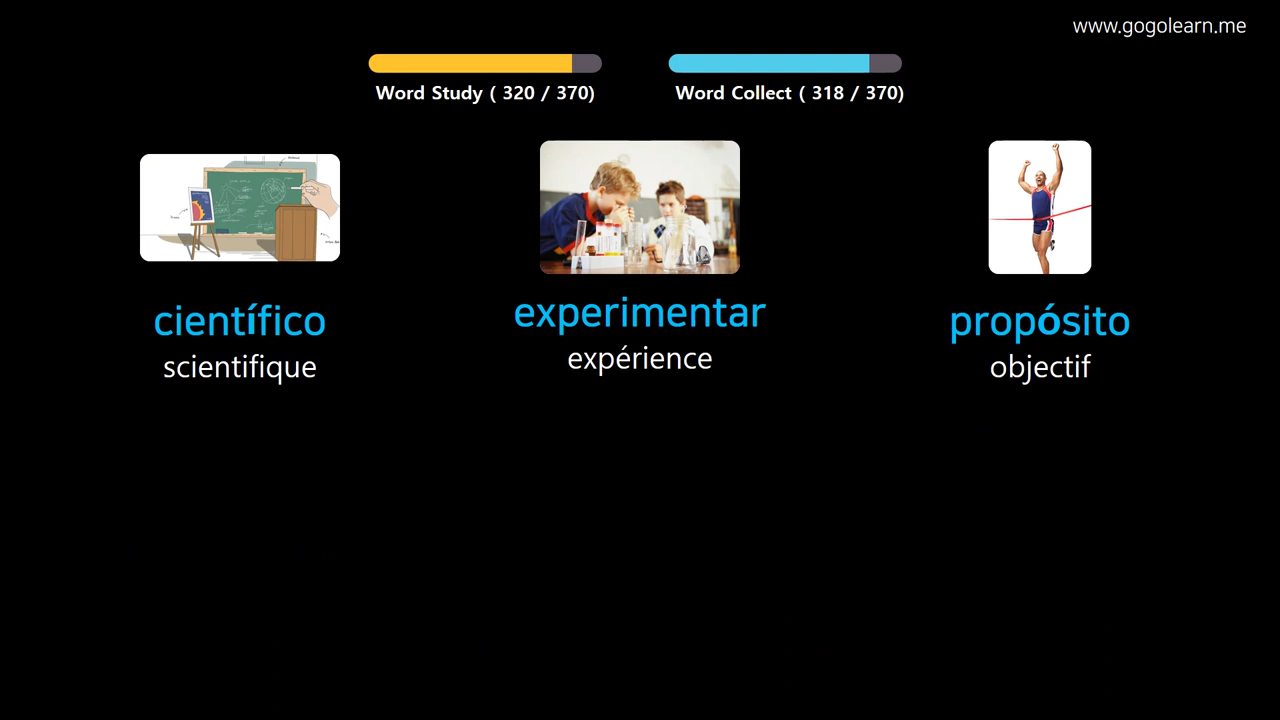 www.gogolearn.me
Word Study ( 320 / 370)
Word Collect ( 318 / 370)
científico
experimentar
propósito
scientifique
expérience
objectif